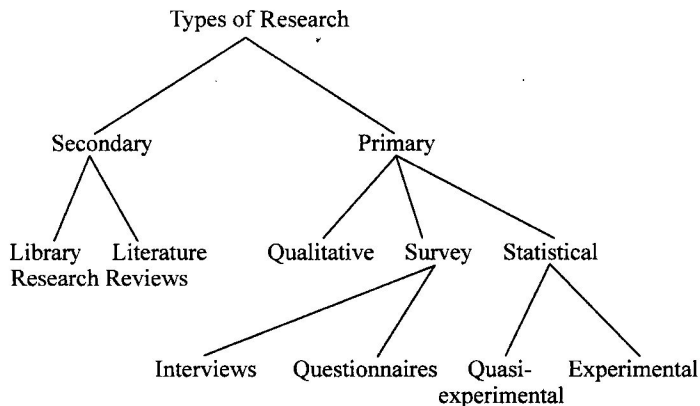 Types of Research
Secondary Primary
Library Literature Qualitative Survey Statistical
Research Reviews
Interviews Questionnaires Quasi- Experimental
experimental